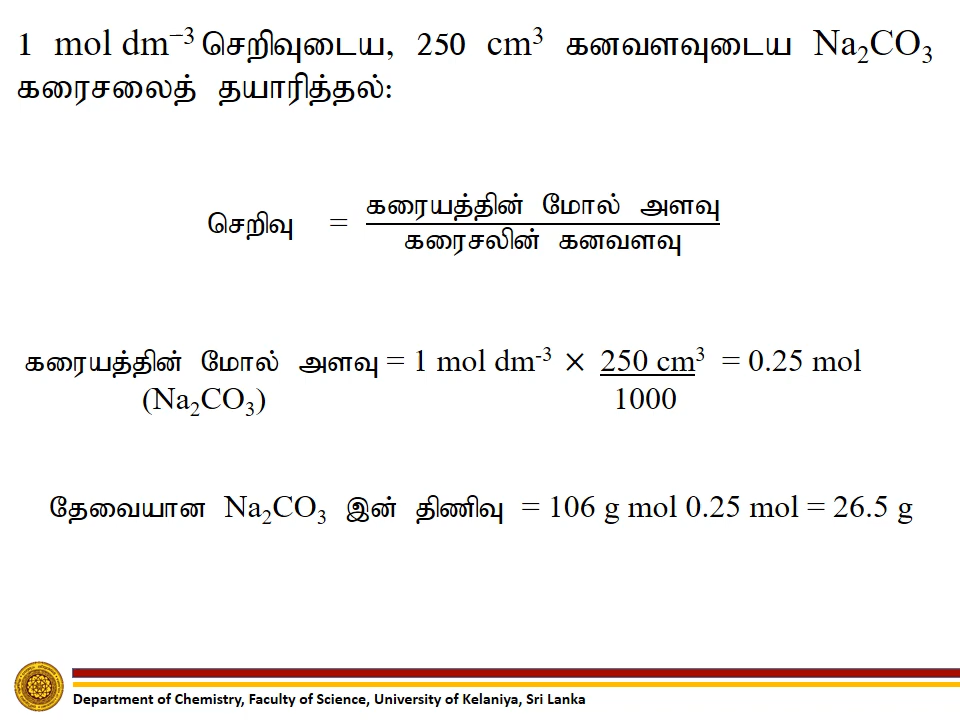 1 mol dm⁻³ செறிவுடைய, 250 cm³ கனவளவுடைய Na₂CO₃
கரைசலைத் தயாரித்தல்:
செறிவு = கரையத்தின் மோல் அளவு
கரைசலின் கனவளவு
கரையத்தின் மோல் அளவு = 1 mol dm⁻³ × 250 cm³ = 0.25 mol
(Na₂CO₃) 1000
தேவையான Na₂CO₃ இன் திணிவு = 106 g mol 0.25 mol = 26.5 g
Department of Chemistry, Faculty of Science, University of Kelaniya, Sri Lanka